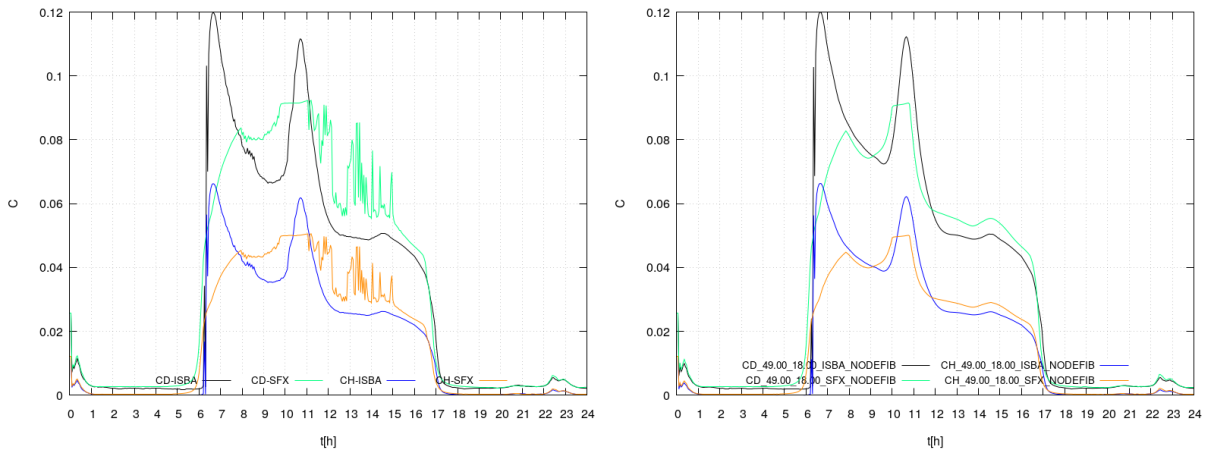 0.12
0.1
0.08
0.06
0.04
0.02
0
C
CD-ISBA CD-SFX CH-ISBA CH-SFX
0 1 2 3 4 5 6 7 8 9 10 11 12 13 14 15 16 17 18 19 20 21 22 23 24
t[h]
0.12
0.1
0.08
0.06
0.04
0.02
0
C
CD_49.00_18.00_ISBA_NODEFIB CH_49.00_18.00_ISBA_NODEFIB
CD_49.00_18.00_SFX_NODEFIB CH_49.00_18.00_SFX_NODEFIB
0 1 2 3 4 5 6 7 8 9 10 11 12 13 14 15 16 17 18 19 20 21 22 23 24
t[h]